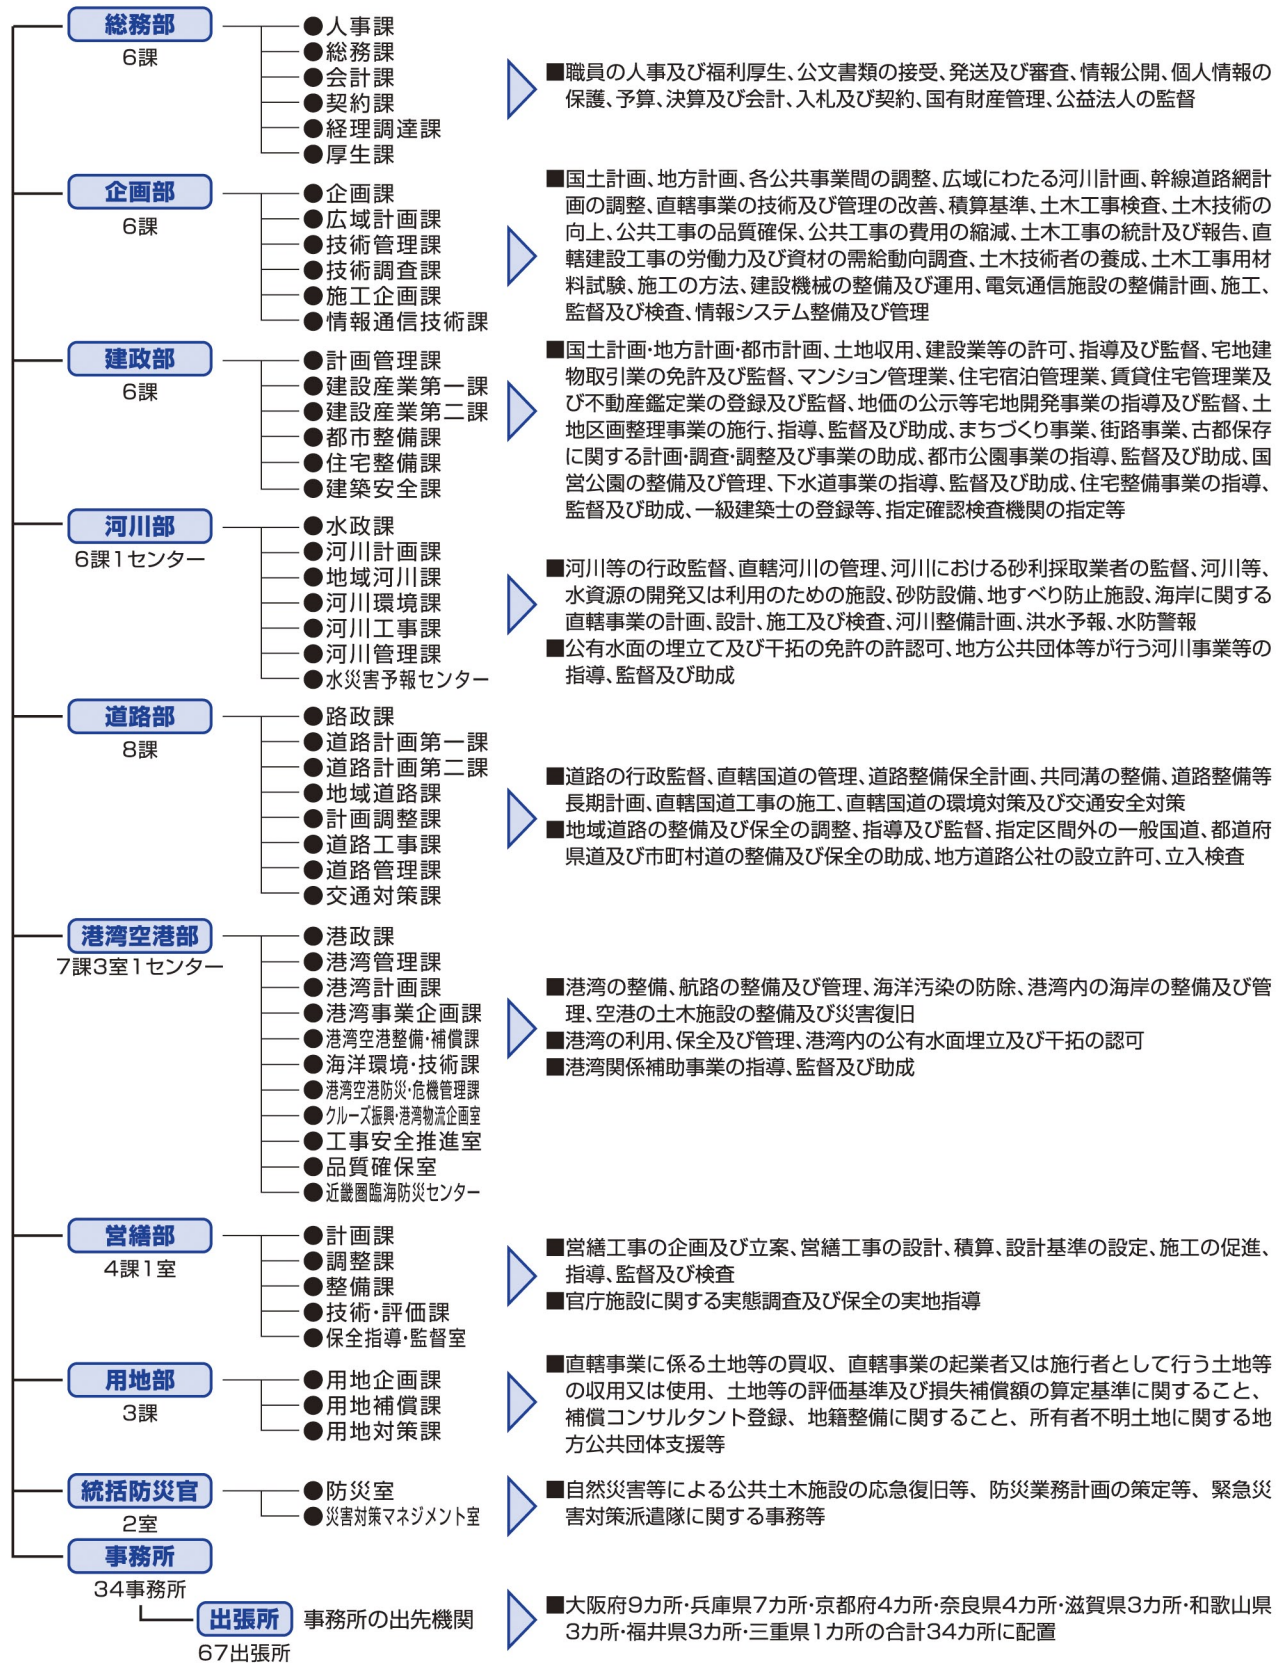 総務部
6課
●人事課
●総務課
●会計課
●契約課
●経理調達課
●厚生課
■職員の人事及び福利厚生、公文書類の接受、発送及び審査、情報公開、個人情報の
保護、予算、決算及び会計、入札及び契約、国有財産管理、公益法人の監督
企画部
6課
●企画課
●広域計画課
●技術管理課
●技術調査課
●施工企画課
●情報通信技術課
■国土計画、地方計画、各公共事業間の調整、広域にわたる河川計画、幹線道路網計
画の調整、直轄事業の技術及び管理の改善、積算基準、土木工事検査、土木技術の
向上、公共工事の品質確保、公共工事の費用の縮減、土木工事の統計及び報告、直
轄建設工事の労働力及び資材の需給動向調査、土木技術者の養成、土木工事用材
料試験、施工の方法、建設機械の整備及び運用、電気通信施設の整備計画、施工、
監督及び検査、情報システム整備及び管理
建政部
6課
●計画管理課
●建設産業第一課
●建設産業第二課
●都市整備課
●住宅整備課
●建築安全課
■国土計画・地方計画・都市計画、土地収用、建設業等の許可、指導及び監督、宅地建
物取引業の免許及び監督、マンション管理業、住宅宿泊管理業、賃貸住宅管理業及
び不動産鑑定業の登録及び監督、地価の公示等宅地開発事業の指導及び監督、土
地区画整理事業の施行、指導、監督及び助成、まちづくり事業、街路事業、古都保存
に関する計画・調査・調整及び事業の助成、都市公園事業の指導、監督及び助成、国
営公園の整備及び管理、下水道事業の指導、監督及び助成、住宅整備事業の指導、
監督及び助成、一級建築士の登録等、指定確認検査機関の指定等
河川部
6課1センター
●水政課
●河川計画課
●地域河川課
●河川環境課
●河川工事課
●河川管理課
●水災害予報センター
■河川等の行政監督、直轄河川の管理、河川における砂利採取業者の監督、河川等、
水資源の開発又は利用のための施設、砂防設備、地すべり防止施設、海岸に関する
直轄事業の計画、設計、施工及び検査、河川整備計画、洪水予報、水防警報
■公有水面の埋立て及び干拓の免許の許認可、地方公共団体等が行う河川事業等の
指導、監督及び助成
道路部
8課
●路政課
●道路計画第一課
●道路計画第二課
●地域道路課
●計画調整課
●道路工事課
●道路管理課
●交通対策課
■道路の行政監督、直轄国道の管理、道路整備保全計画、共同溝の整備、道路整備等
長期計画、直轄国道工事の施工、直轄国道の環境対策及び交通安全対策
■地域道路の整備及び保全の調整、指導及び監督、指定区間外の一般国道、都道府
県道及び市町村道の整備及び保全の助成、地方道路公社の設立許可、立入検査
港湾空港部
7課3室1センター
●港政課
●港湾管理課
●港湾計画課
●港湾事業企画課
●港湾空港整備・補償課
●海洋環境・技術課
●港湾空港防災・危機管理課
●クルーズ振興・港湾物流企画室
●工事安全推進室
●品質確保室
●近畿圏臨海防災センター
■港湾の整備、航路の整備及び管理、海洋汚染の防除、港湾内の海岸の整備及び管
理、空港の土木施設の整備及び災害復旧
■港湾の利用、保全及び管理、港湾内の公有水面埋立及び干拓の認可
■港湾関係補助事業の指導、監督及び助成
営繕部
4課1室
●計画課
●調整課
●整備課
●技術・評価課
●保全指導・監督室
■営繕工事の企画及び立案、営繕工事の設計、積算、設計基準の設定、施工の促進、
指導、監督及び検査
■官庁施設に関する実態調査及び保全の実地指導
用地部
3課
●用地企画課
●用地補償課
●用地対策課
■直轄事業に係る土地等の買収、直轄事業の起業者又は施行者として行う土地等
の収用又は使用、土地等の評価基準及び損失補償額の算定基準に関すること、
補償コンサルタント登録、地籍整備に関すること、所有者不明土地に関する地
方公共団体支援等
統括防災官
2室
●防災室
●災害対策マネジメント室
■自然災害等による公共土木施設の応急復旧等、防災業務計画の策定等、緊急災
害対策派遣隊に関する事務等
事務所
34事務所
出張所 事務所の出先機関
67出張所
■大阪府9カ所・兵庫県7カ所・京都府4カ所・奈良県4カ所・滋賀県3カ所・和歌山県
3カ所・福井県3カ所・三重県1カ所の合計34カ所に配置